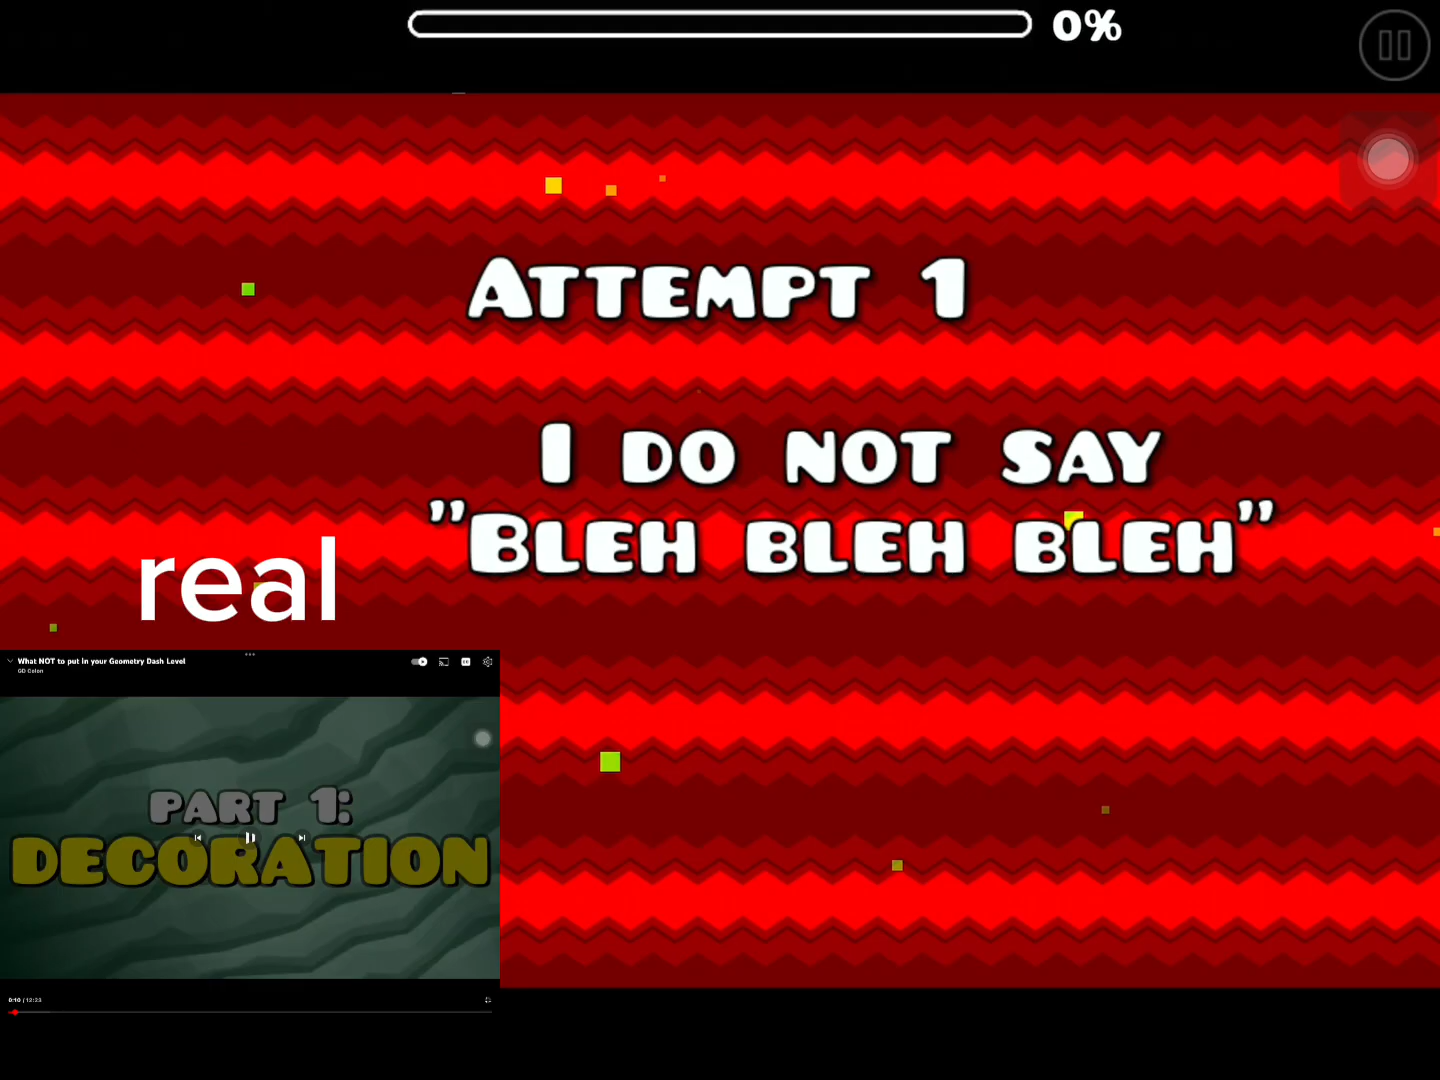 0%
Attempt 1
I do not say
"Bleh bleh bleh"
real
What NOT to put in your Geometry Dash Level
GD Colon
PART 1:
DECORATION
0:10 / 12:23